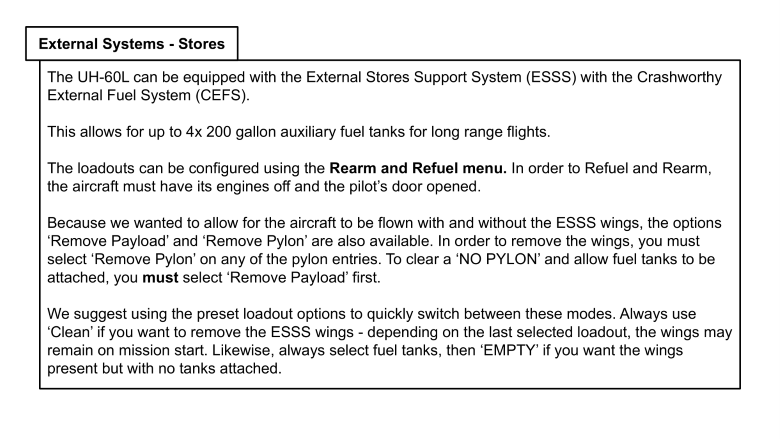 External Systems - Stores
The UH-60L can be equipped with the External Stores Support System (ESSS) with the Crashworthy
External Fuel System (CEFS).
This allows for up to 4x 200 gallon auxiliary fuel tanks for long range flights.
The loadouts can be configured using the Rearm and Refuel menu. In order to Refuel and Rearm,
the aircraft must have its engines off and the pilot's door opened.
Because we wanted to allow for the aircraft to be flown with and without the ESSS wings, the options
‘Remove Payload’ and ‘Remove Pylon’ are also available. In order to remove the wings, you must
select ‘Remove Pylon’ on any of the pylon entries. To clear a ‘NO PYLON’ and allow fuel tanks to be
attached, you must select ‘Remove Payload’ first.
We suggest using the preset loadout options to quickly switch between these modes. Always use
‘Clean’ if you want to remove the ESSS wings - depending on the last selected loadout, the wings may
remain on mission start. Likewise, always select fuel tanks, then ‘EMPTY’ if you want the wings
present but with no tanks attached.